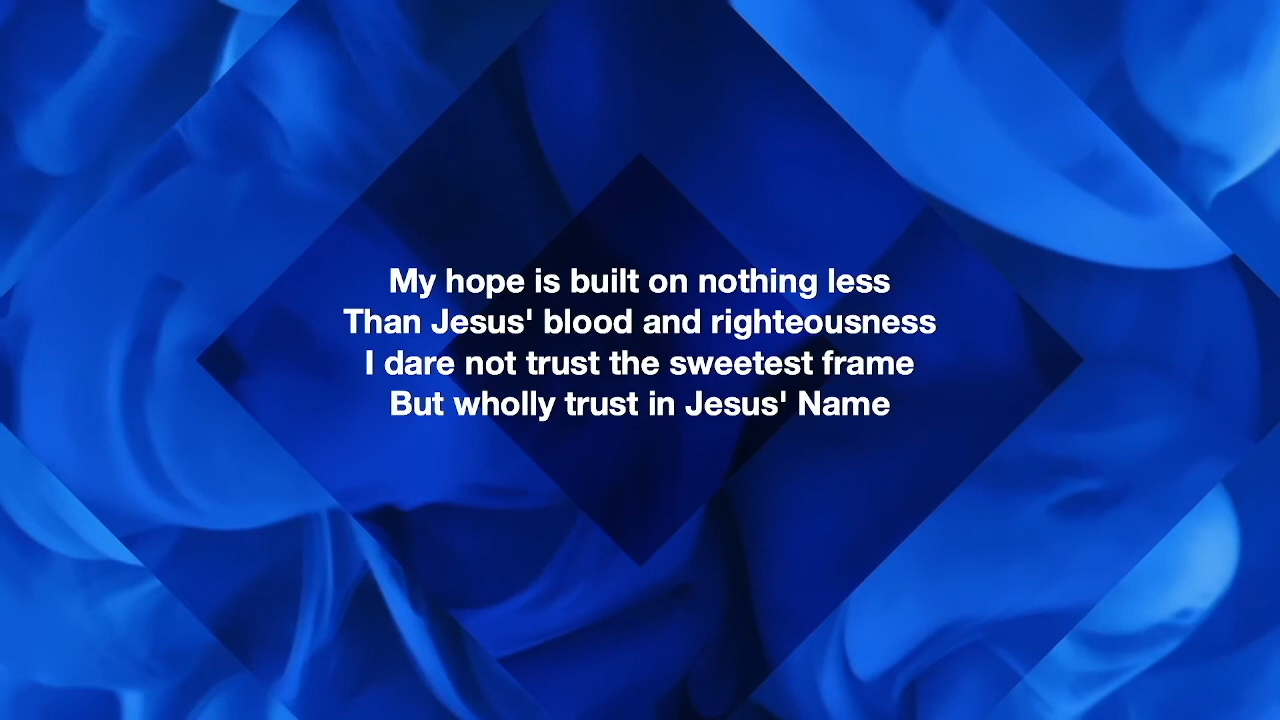 My hope is built on nothing less
Than Jesus' blood and righteousness
I dare not trust the sweetest frame
But wholly trust in Jesus' Name